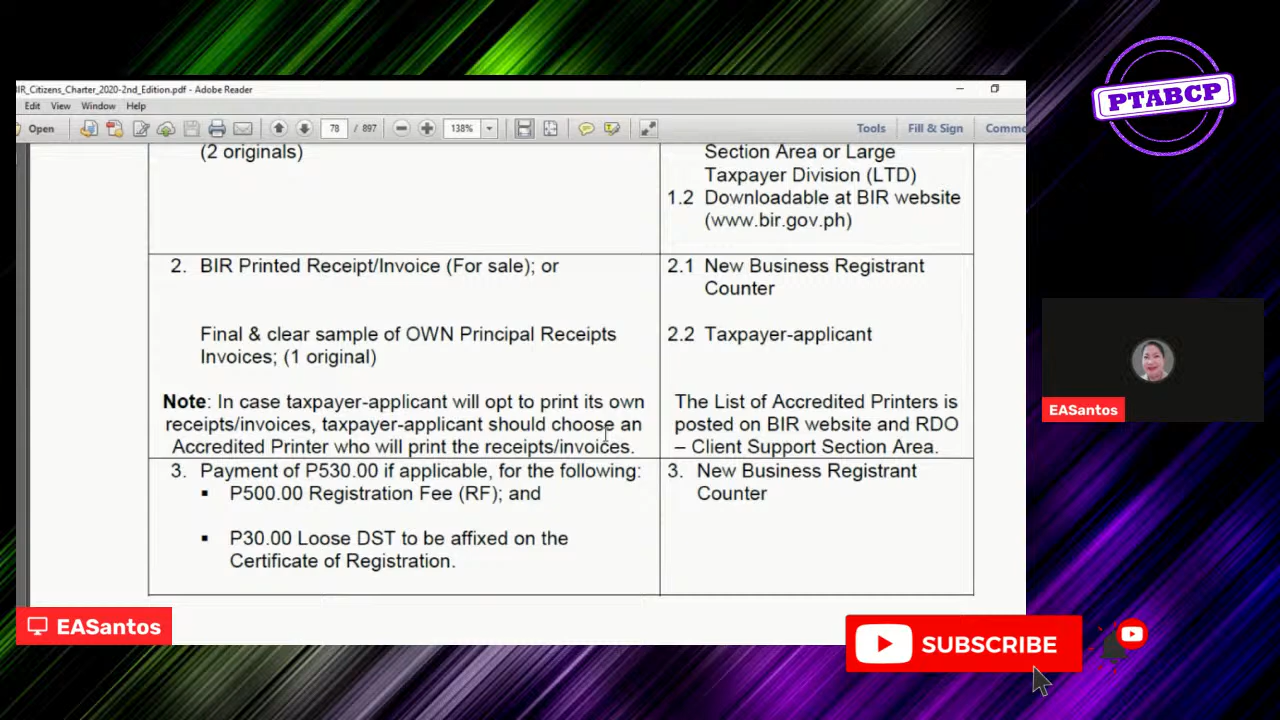 BIR_Citizens_Charter_2020-2nd_Edition.pdf - Adobe Reader
Edit View Window Help
Open 78 / 897 138% Tools Fill & Sign
PTABCP
(2 originals)
Section Area or Large
Taxpayer Division (LTD)
1.2 Downloadable at BIR website
(www.bir.gov.ph)
2. BIR Printed Receipt/Invoice (For sale); or
2.1 New Business Registrant
Counter
Final & clear sample of OWN Principal Receipts
Invoices; (1 original)
2.2 Taxpayer-applicant
Note: In case taxpayer-applicant will opt to print its own
receipts/invoices, taxpayer-applicant should choose an
Accredited Printer who will print the receipts/invoices.
The List of Accredited Printers is
posted on BIR website and RDO
– Client Support Section Area.
3. Payment of P530.00 if applicable, for the following:
▪ P500.00 Registration Fee (RF); and
▪ P30.00 Loose DST to be affixed on the
Certificate of Registration.
3. New Business Registrant
Counter
EASantos
EASantos
SUBSCRIBE